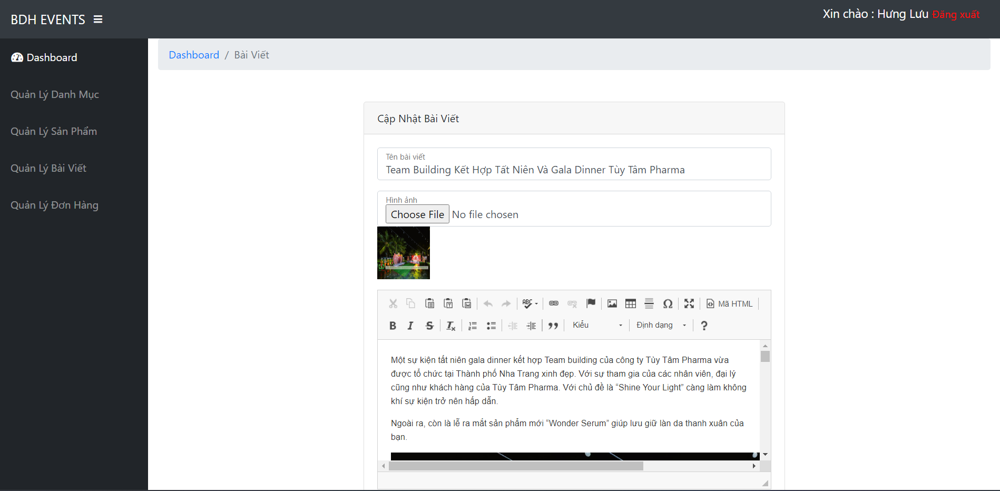 BDH EVENTS
Xin chào : Hưng Lưu Đăng xuất
Dashboard
Quản Lý Danh Mục
Quản Lý Sản Phẩm
Quản Lý Bài Viết
Quản Lý Đơn Hàng
Dashboard / Bài Viết
Cập Nhật Bài Viết
Tên bài viết
Team Building Kết Hợp Tất Niên Và Gala Dinner Tùy Tâm Pharma
Hình ảnh
Choose File No file chosen
ABC
Mã HTML
B I S Tx
Kiểu
Định dạng
?
Một sự kiện tất niên gala dinner kết hợp Team building của công ty Tùy Tâm Pharma vừa
được tổ chức tại Thành phố Nha Trang xinh đẹp. Với sự tham gia của các nhân viên, đại lý
cũng như khách hàng của Tùy Tâm Pharma. Với chủ đề là “Shine Your Light” càng làm không
khí sự kiện trở nên hấp dẫn.
Ngoài ra, còn là lễ ra mắt sản phẩm mới “Wonder Serum” giúp lưu giữ làn da thanh xuân của
bạn.